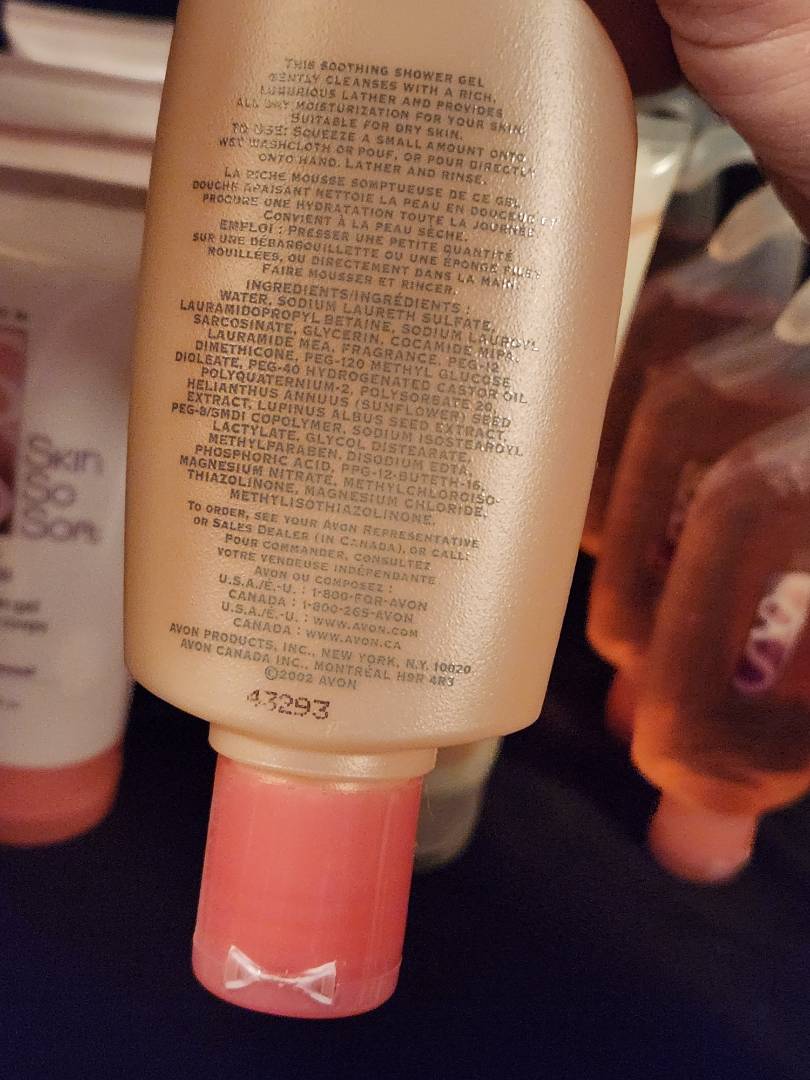 THIS SOOTHING SHOWER GEL
GENTLY CLEANSES WITH A RICH,
LUXURIOUS LATHER AND PROVIDES
ALL DAY MOISTURIZATION FOR YOUR SKIN.
SUITABLE FOR DRY SKIN.
TO USE: SQUEEZE A SMALL AMOUNT ONTO
WET WASHCLOTH OR POUF, OR POUR DIRECTLY
ONTO HAND. LATHER AND RINSE.
LA RICHE MOUSSE SOMPTUEUSE DE CE GEL
DOUCHE APAISANT NETTOIE LA PEAU EN DOUCEUR ET
PROCURE UNE HYDRATATION TOUTE LA JOURNÉE.
CONVIENT À LA PEAU SÈCHE.
EMPLOI : PRESSER UNE PETITE QUANTITÉ
SUR UNE DÉBARBOUILLETTE OU UNE ÉPONGE FILET
MOUILLÉES, OU DIRECTEMENT DANS LA MAIN.
FAIRE MOUSSER ET RINCER.
INGREDIENTS/INGRÉDIENTS :
WATER, SODIUM LAURETH SULFATE,
LAURAMIDOPROPYL BETAINE, SODIUM LAUROYL
SARCOSINATE, GLYCERIN, COCAMIDE MIPA,
LAURAMIDE MEA, FRAGRANCE, PEG-12
DIMETHICONE, PEG-120 METHYL GLUCOSE
DIOLEATE, PEG-40 HYDROGENATED CASTOR OIL
POLYQUATERNIUM-2, POLYSORBATE 20,
HELIANTHUS ANNUUS (SUNFLOWER) SEED
EXTRACT, LUPINUS ALBUS SEED EXTRACT,
PEG-8/SMDI COPOLYMER, SODIUM ISOSTEAROYL
LACTYLATE, GLYCOL DISTEARATE,
METHYLPARABEN, DISODIUM EDTA,
PHOSPHORIC ACID, PPG-12-BUTETH-16,
MAGNESIUM NITRATE, METHYLCHLOROISO-
THIAZOLINONE, MAGNESIUM CHLORIDE,
METHYLISOTHIAZOLINONE.
TO ORDER, SEE YOUR AVON REPRESENTATIVE
OR SALES DEALER (IN CANADA), OR CALL:
POUR COMMANDER, CONSULTEZ
VOTRE VENDEUSE INDÉPENDANTE
AVON OU COMPOSEZ :
U.S.A./É.-U. : 1-800-FOR-AVON
CANADA : 1-800-265-AVON
U.S.A./É.-U. : WWW.AVON.COM
CANADA : WWW.AVON.CA
AVON PRODUCTS, INC., NEW YORK, N.Y. 10020
AVON CANADA INC., MONTRÉAL H9R 4R3
©2002 AVON
43293
Skin
So
Soft